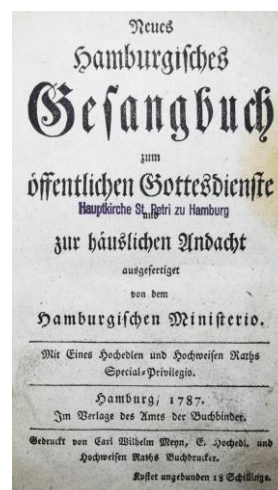 Neues
Hamburgisches
Gesangbuch
zum
öffentlichen Gottesdienste
Hauptkirche St. Petri zu Hamburg
und
zur häuslichen Andacht
ausgefertiget
von dem
Hamburgischen Ministerio.
Mit Eines Hochedlen und Hochweisen Raths
Special-Privilegio.
Hamburg, 1787.
Im Verlage des Amts der Buchbinder.
Gedruckt von Carl Wilhelm Meyn, E. Hochedl. und
Hochweisen Raths Buchdrucker.
Kostet ungebunden 18 Schillinge.